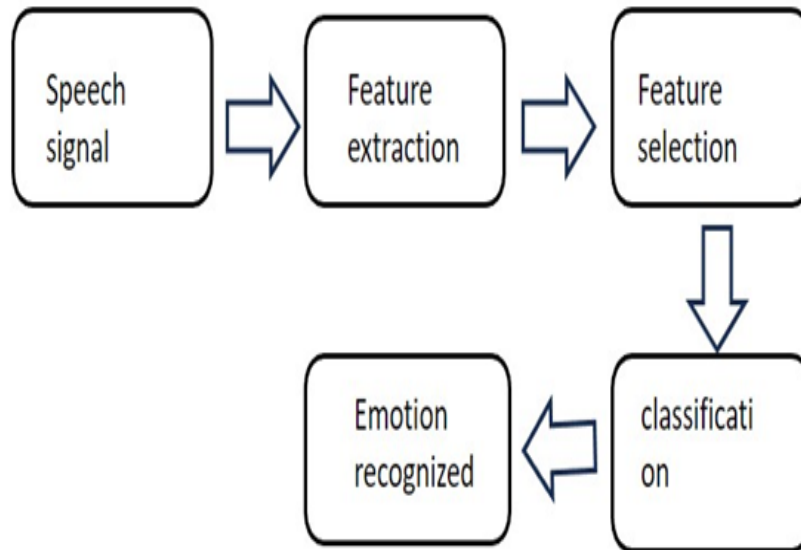 Speech
signal
Feature
extraction
Feature
selection
Emotion
recognized
classificati
on